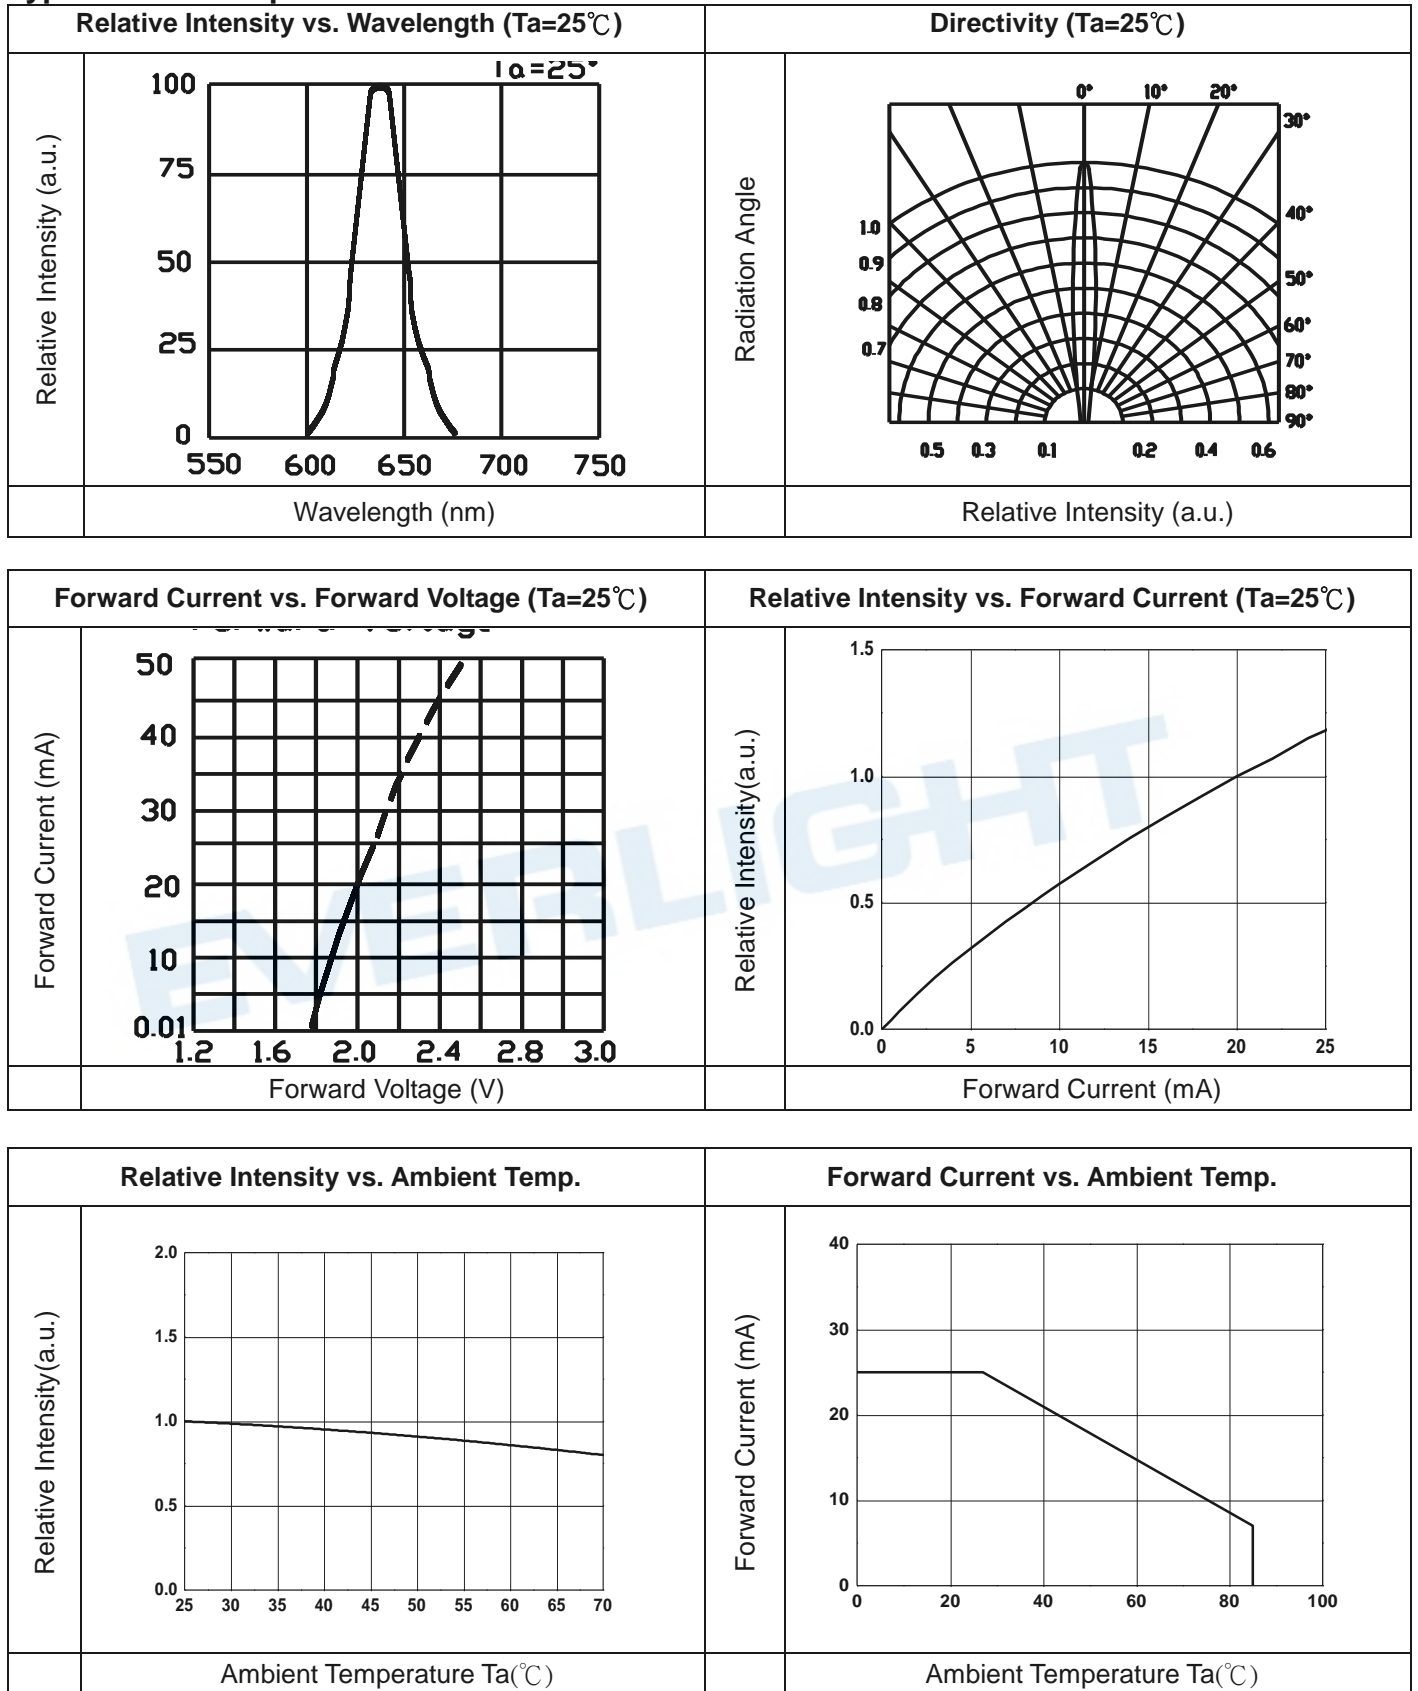 Relative Intensity vs. Wavelength (Ta=25℃)
Directivity (Ta=25℃)
Relative Intensity (a.u.)
Ta=25°
100
75
50
25
0
550 600 650 700 750
Wavelength (nm)
Radiation Angle
0° 10° 20°
30°
40°
50°
60°
70°
80°
90°
1.0
0.9
0.8
0.7
0.5 0.3 0.1 0.2 0.4 0.6
Relative Intensity (a.u.)
Forward Current vs. Forward Voltage (Ta=25℃)
Relative Intensity vs. Forward Current (Ta=25℃)
Forward Current (mA)
50
40
30
20
10
0.01
1.2 1.6 2.0 2.4 2.8 3.0
Forward Voltage (V)
Relative Intensity(a.u.)
1.5
1.0
0.5
0.0
0 5 10 15 20 25
Forward Current (mA)
EVERLIGHT
Relative Intensity vs. Ambient Temp.
Forward Current vs. Ambient Temp.
Relative Intensity(a.u.)
2.0
1.5
1.0
0.5
0.0
25 30 35 40 45 50 55 60 65 70
Ambient Temperature Ta(℃)
Forward Current (mA)
40
30
20
10
0
0 20 40 60 80 100
Ambient Temperature Ta(℃)